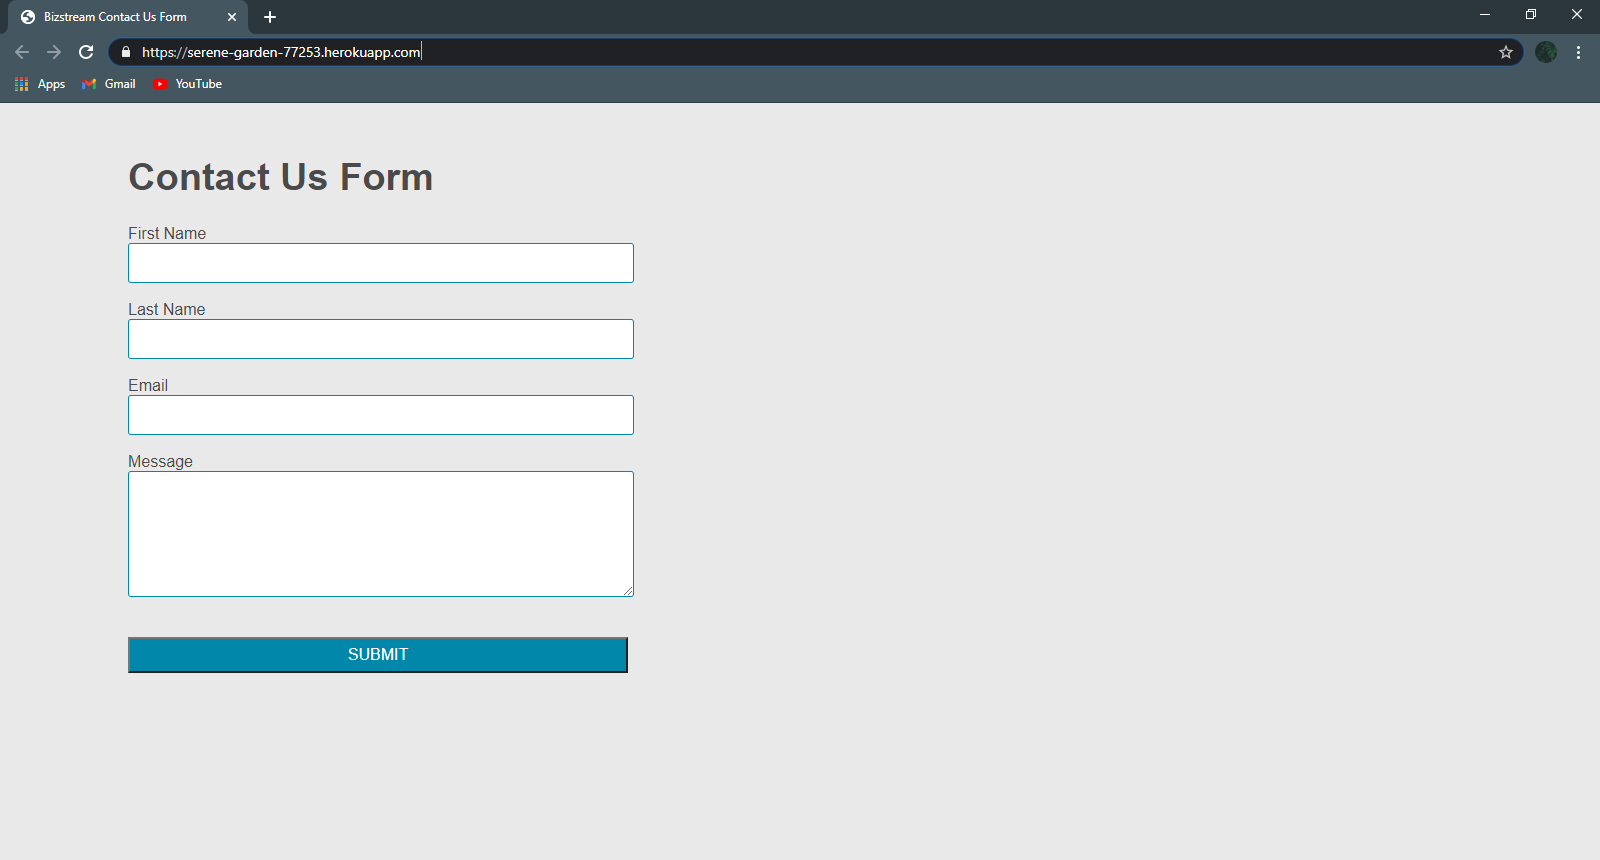 Bizstream Contact Us Form
https://serene-garden-77253.herokuapp.com
Apps Gmail YouTube
Contact Us Form
First Name
Last Name
Email
Message
SUBMIT